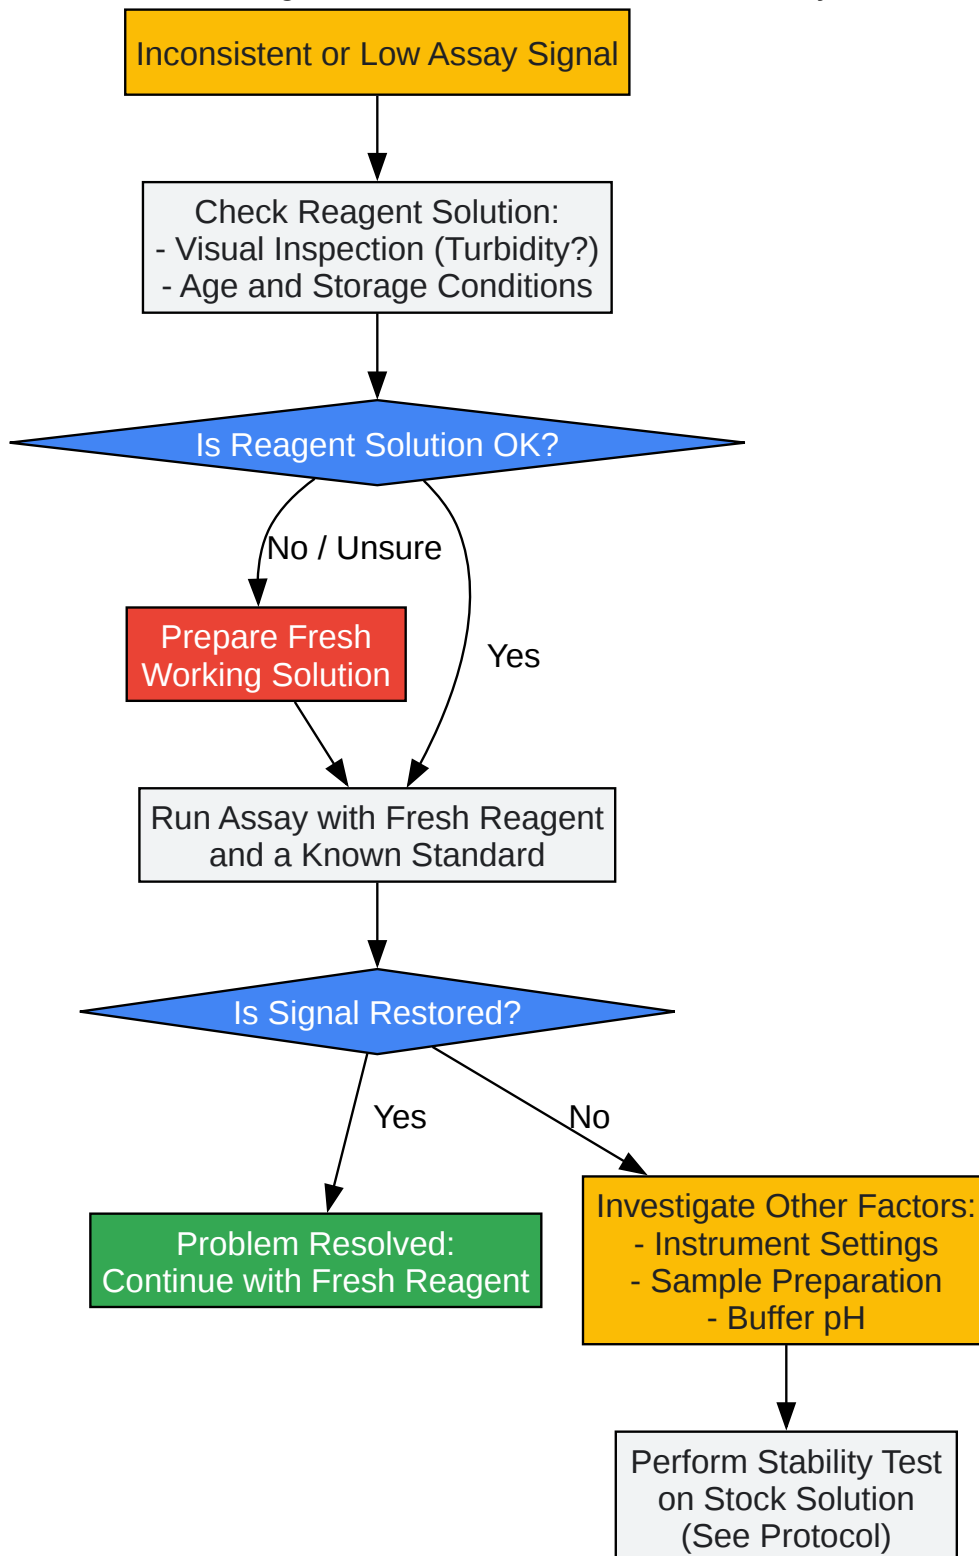 Inconsistent or Low Assay Signal
Check Reagent Solution:
- Visual Inspection (Turbidity?)
- Age and Storage Conditions
Is Reagent Solution OK?
No / Unsure
Prepare Fresh
Working Solution
Yes
Run Assay with Fresh Reagent
and a Known Standard
Is Signal Restored?
Yes
No
Problem Resolved:
Continue with Fresh Reagent
Investigate Other Factors:
- Instrument Settings
- Sample Preparation
- Buffer pH
Perform Stability Test
on Stock Solution
(See Protocol)